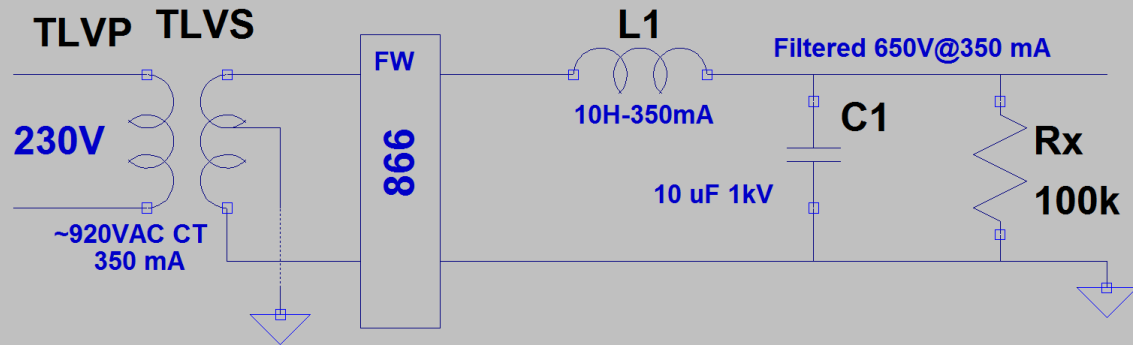 TLVP
TLVS
230V
~920VAC CT
350 mA
FW
866
L1
10H-350mA
Filtered 650V@350 mA
C1
10 uF 1kV
Rx
100k